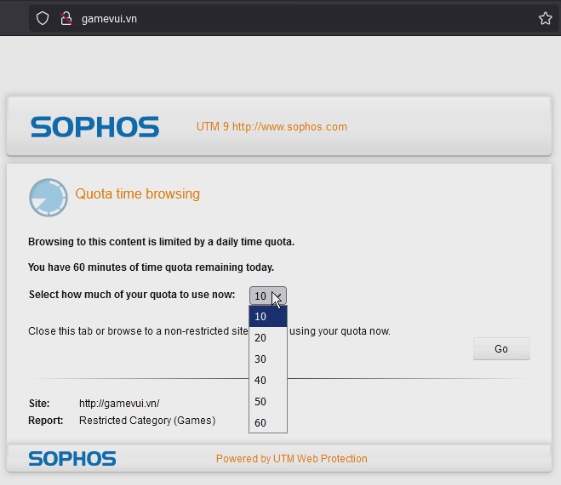 gamevui.vn
SOPHOS
UTM 9 http://www.sophos.com
Quota time browsing
Browsing to this content is limited by a daily time quota.
You have 60 minutes of time quota remaining today.
Select how much of your quota to use now: 10
10
20
30
40
50
60
Close this tab or browse to a non-restricted site using your quota now.
Go
Site: http://gamevui.vn/
Report: Restricted Category (Games)
SOPHOS
Powered by UTM Web Protection